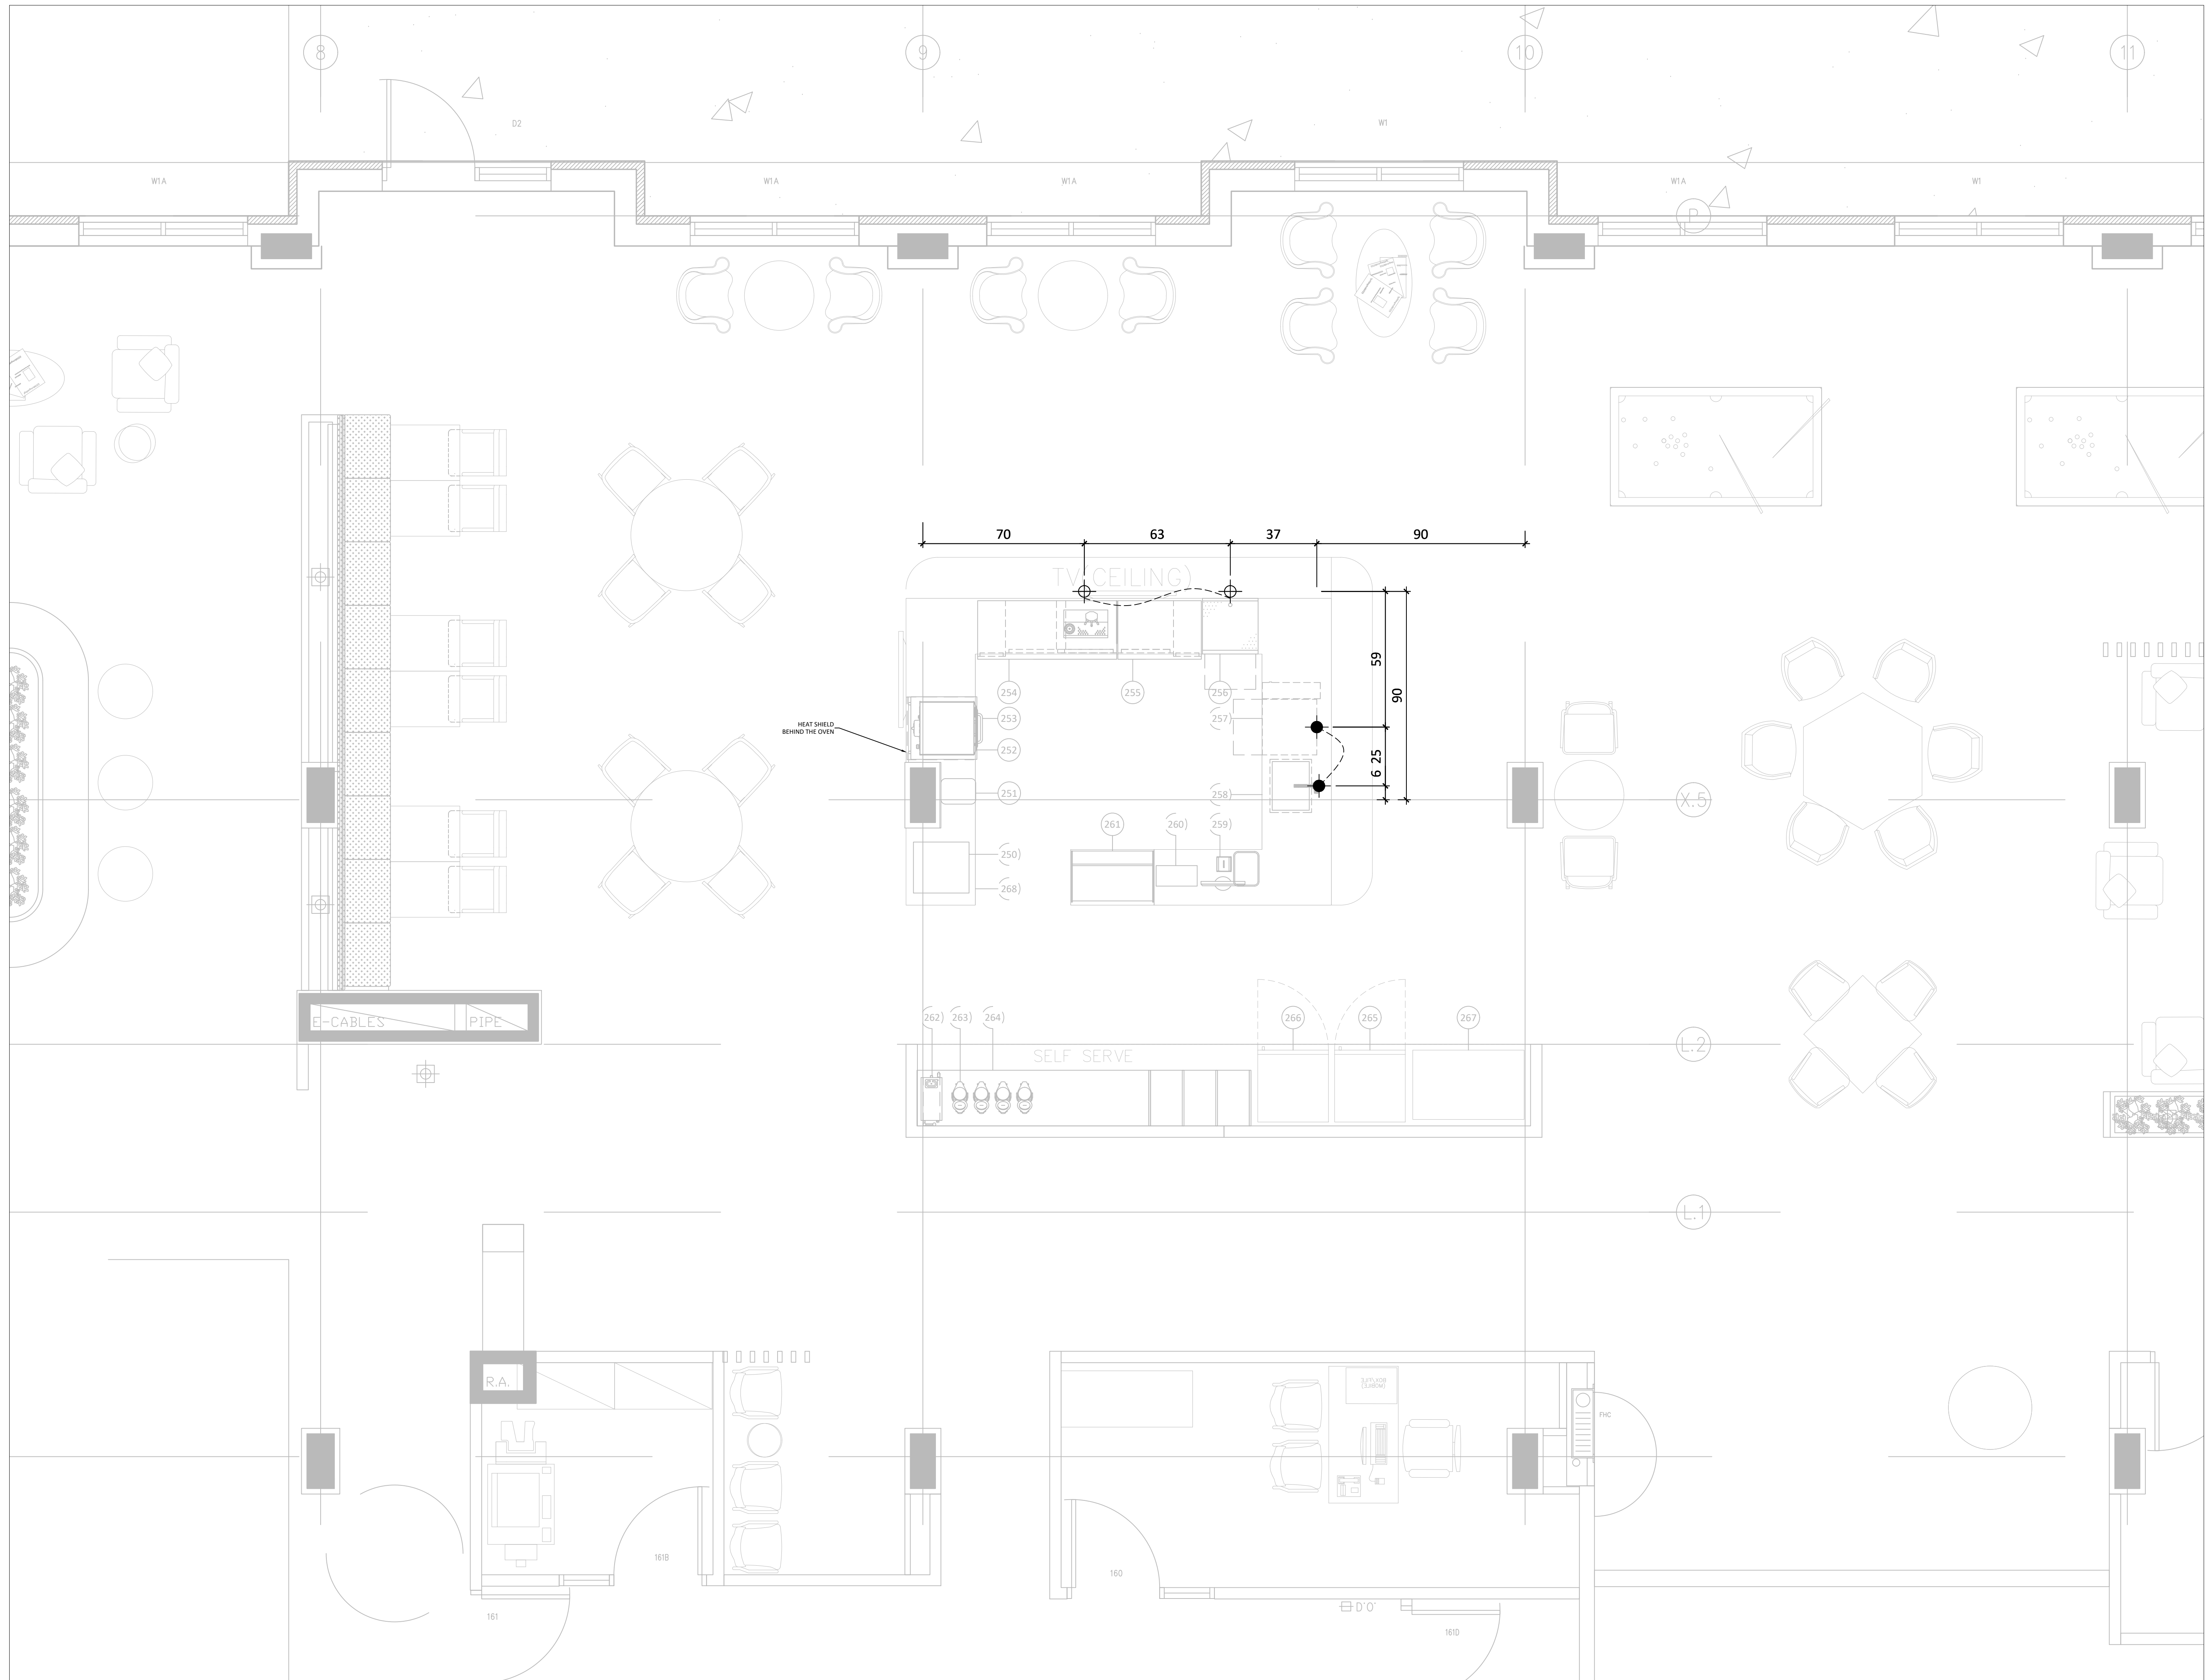 8
9
10
11
D2
W1
W1A
W1A
W1A
W1A
W1
P
70
63
37
90
TV(CEILING)
59
90
6 25
254
255
256
253
257
HEAT SHIELD
BEHIND THE OVEN
252
251
258
X.5
261
260
259
250
268
262
263
264
266
265
267
E-CABLES
PIPE
SELF SERVE
L.2
L.1
R.A.
FHC
161B
160
161
D'O'
161D